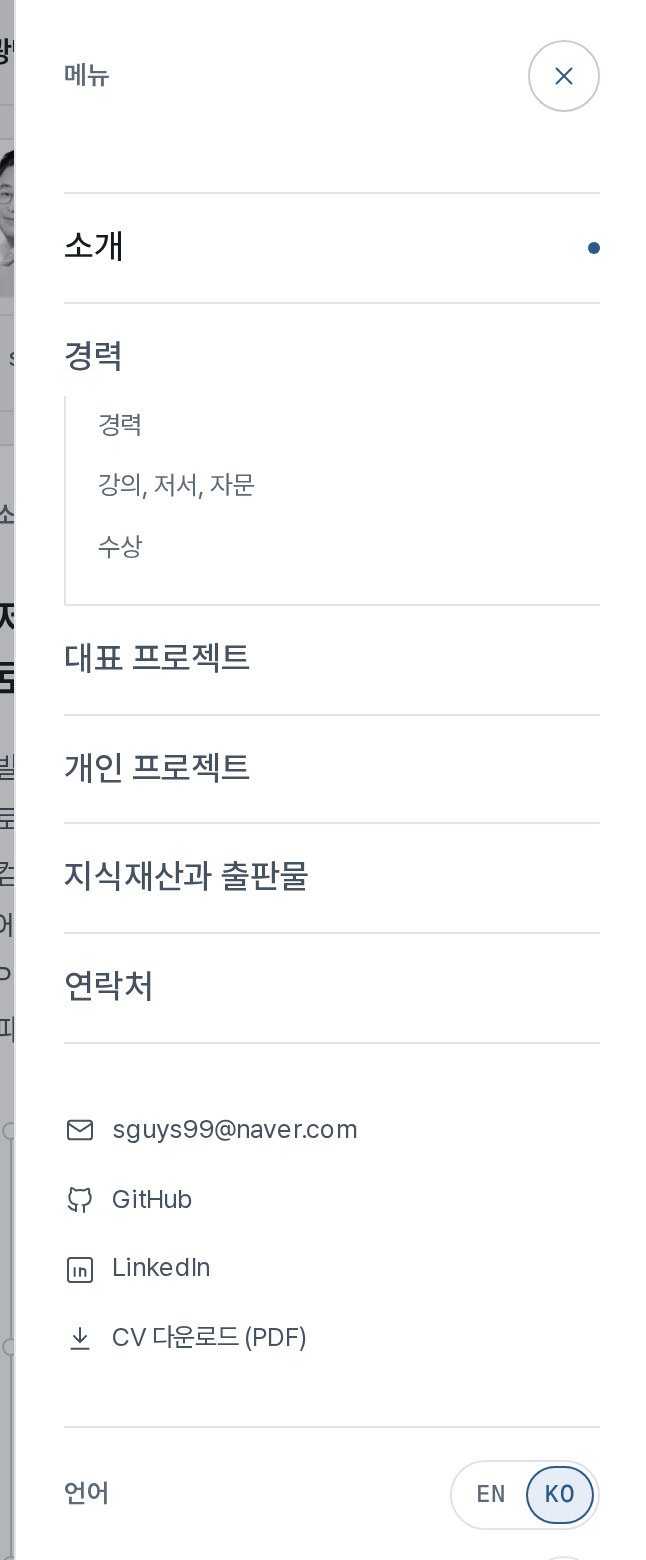 메뉴
소개
경력
경력
강의, 저서, 자문
수상
대표 프로젝트
개인 프로젝트
지식재산과 출판물
연락처
sguys99@naver.com
GitHub
LinkedIn
CV 다운로드 (PDF)
언어
EN KO